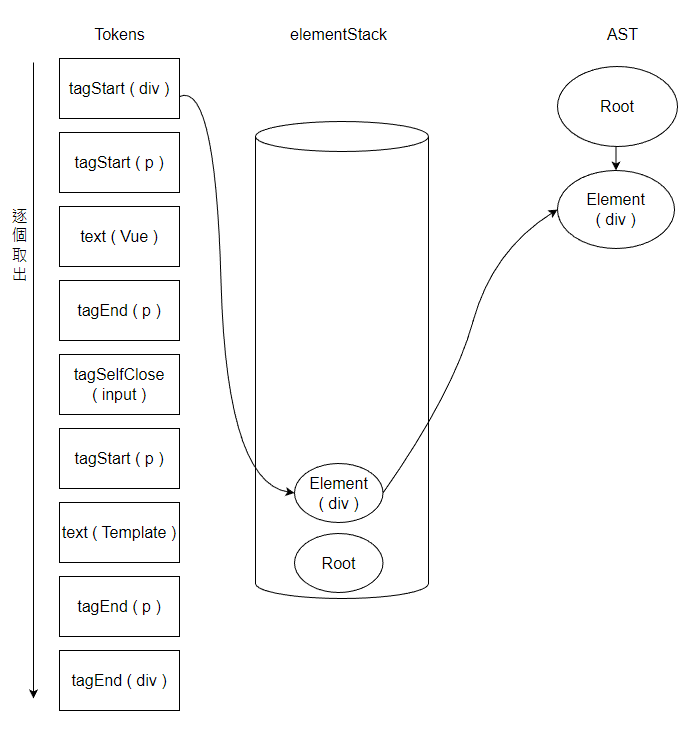 Tokens
elementStack
AST
逐個取出
tagStart ( div )
tagStart ( p )
text ( Vue )
tagEnd ( p )
tagSelfClose
( input )
tagStart ( p )
text ( Template )
tagEnd ( p )
tagEnd ( div )
Element
( div )
Root
Root
Element
( div )